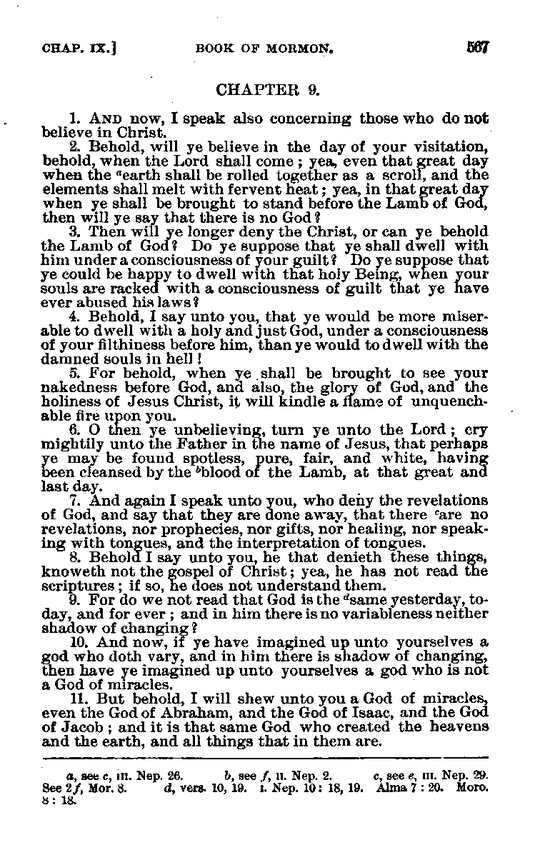 CHAP. IX.] BOOK OF MORMON. 567
CHAPTER 9.
1. AND now, I speak also concerning those who do not
believe in Christ.
2. Behold, will ye believe in the day of your visitation,
behold, when the Lord shall come; yea, even that great day
when the aearth shall be rolled together as a scroll, and the
elements shall melt with fervent heat; yea, in that great day
when ye shall be brought to stand before the Lamb of God,
then will ye say that there is no God?
3. Then will ye longer deny the Christ, or can ye behold
the Lamb of God? Do ye suppose that ye shall dwell with
him under a consciousness of your guilt? Do ye suppose that
ye could be happy to dwell with that holy Being, when your
souls are racked with a consciousness of guilt that ye have
ever abused his laws?
4. Behold, I say unto you, that ye would be more miser-
able to dwell with a holy and just God, under a consciousness
of your filthiness before him, than ye would to dwell with the
damned souls in hell!
5. For behold, when ye shall be brought to see your
nakedness before God, and also, the glory of God, and the
holiness of Jesus Christ, it will kindle a flame of unquench-
able fire upon you.
6. O then ye unbelieving, turn ye unto the Lord; cry
mightily unto the Father in the name of Jesus, that perhaps
ye may be found spotless, pure, fair, and white, having
been cleansed by the bblood of the Lamb, at that great and
last day.
7. And again I speak unto you, who deny the revelations
of God, and say that they are done away, that there care no
revelations, nor prophecies, nor gifts, nor healing, nor speak-
ing with tongues, and the interpretation of tongues.
8. Behold I say unto you, he that denieth these things,
knoweth not the gospel of Christ; yea, he has not read the
scriptures; if so, he does not understand them.
9. For do we not read that God is the dsame yesterday, to-
day, and for ever; and in him there is no variableness neither
shadow of changing?
10. And now, if ye have imagined up unto yourselves a
god who doth vary, and in him there is shadow of changing,
then have ye imagined up unto yourselves a god who is not
a God of miracles.
11. But behold, I will shew unto you a God of miracles,
even the God of Abraham, and the God of Isaac, and the God
of Jacob; and it is that same God who created the heavens
and the earth, and all things that in them are.
a, see c, III. Nep. 26. b, see f, II. Nep. 2. c, see e, III. Nep. 29.
See 2f, Mor. 8. d, vers. 10, 19. I. Nep. 10: 18, 19. Alma 7: 20. Moro.
8: 18.